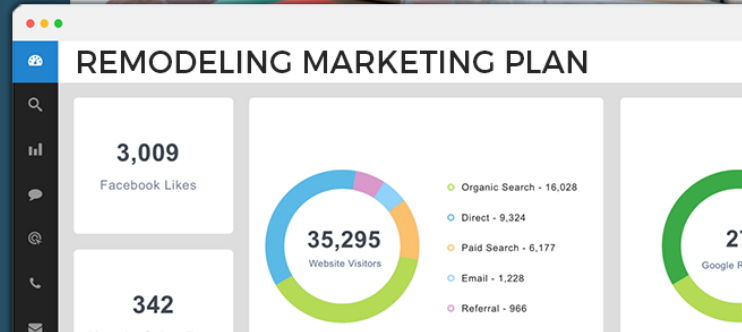 REMODELING MARKETING PLAN
3,009
Facebook Likes
35,295
Website Visitors
Organic Search - 16,028
Direct - 9,324
Paid Search - 6,177
Email - 1,228
Referral - 966
Google
342